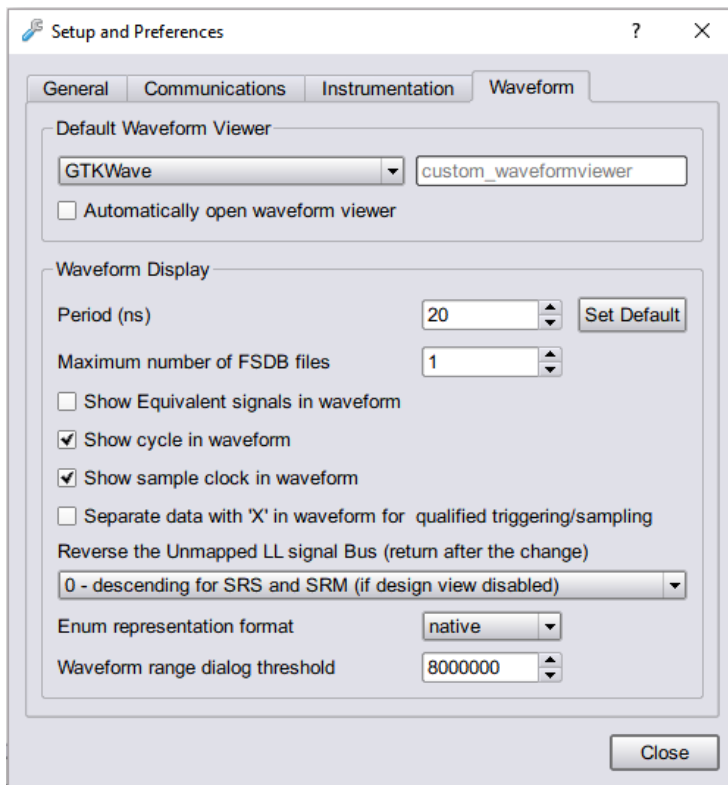 Setup and Preferences ?
General Communications Instrumentation Waveform
Default Waveform Viewer
GTKWave custom_waveformviewer
Automatically open waveform viewer
Waveform Display
Period (ns) 20 Set Default
Maximum number of FSDB files 1
Show Equivalent signals in waveform
Show cycle in waveform
Show sample clock in waveform
Separate data with 'X' in waveform for qualified triggering/sampling
Reverse the Unmapped LL signal Bus (return after the change)
0 - descending for SRS and SRM (if design view disabled)
Enum representation format native
Waveform range dialog threshold 8000000
Close